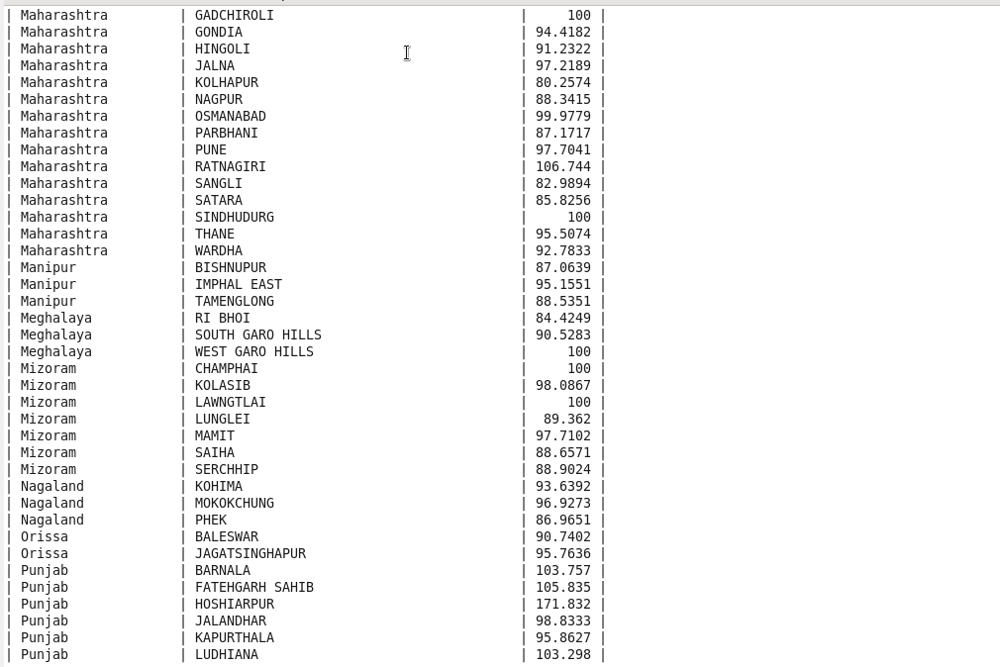 | Maharashtra | GADCHIROLI | 100 |
| Maharashtra | GONDIA | 94.4182 |
| Maharashtra | HINGOLI | 91.2322 |
| Maharashtra | JALNA | 97.2189 |
| Maharashtra | KOLHAPUR | 80.2574 |
| Maharashtra | NAGPUR | 88.3415 |
| Maharashtra | OSMANABAD | 99.9779 |
| Maharashtra | PARBHANI | 87.1717 |
| Maharashtra | PUNE | 97.7041 |
| Maharashtra | RATNAGIRI | 106.744 |
| Maharashtra | SANGLI | 82.9894 |
| Maharashtra | SATARA | 85.8256 |
| Maharashtra | SINDHUDURG | 100 |
| Maharashtra | THANE | 95.5074 |
| Maharashtra | WARDHA | 92.7833 |
| Manipur | BISHNUPUR | 87.0639 |
| Manipur | IMPHAL EAST | 95.1551 |
| Manipur | TAMENGLONG | 88.5351 |
| Meghalaya | RI BHOI | 84.4249 |
| Meghalaya | SOUTH GARO HILLS | 90.5283 |
| Meghalaya | WEST GARO HILLS | 100 |
| Mizoram | CHAMPHAI | 100 |
| Mizoram | KOLASIB | 98.0867 |
| Mizoram | LAWNGTLAI | 100 |
| Mizoram | LUNGLEI | 89.362 |
| Mizoram | MAMIT | 97.7102 |
| Mizoram | SAIHA | 88.6571 |
| Mizoram | SERCHHIP | 88.9024 |
| Nagaland | KOHIMA | 93.6392 |
| Nagaland | MOKOKCHUNG | 96.9273 |
| Nagaland | PHEK | 86.9651 |
| Orissa | BALESWAR | 90.7402 |
| Orissa | JAGATSINGHAPUR | 95.7636 |
| Punjab | BARNALA | 103.757 |
| Punjab | FATEHGARH SAHIB | 105.835 |
| Punjab | HOSHIARPUR | 171.832 |
| Punjab | JALANDHAR | 98.8333 |
| Punjab | KAPURTHALA | 95.8627 |
| Punjab | LUDHIANA | 103.298 |